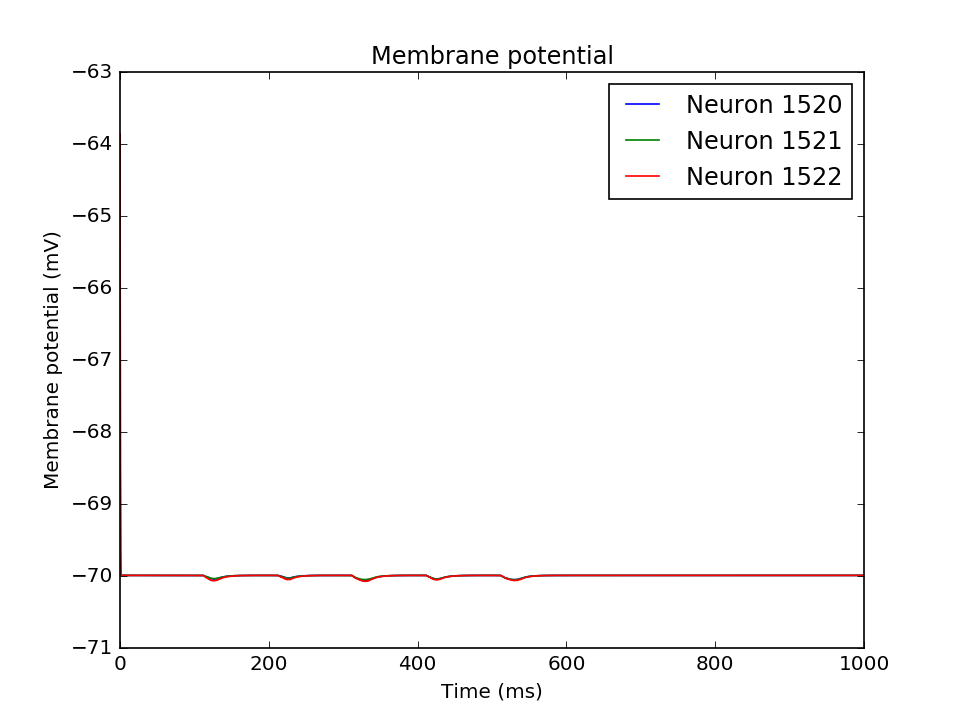 Membrane potential
Neuron 1520
Neuron 1521
Neuron 1522
Membrane potential (mV)
−63
−64
−65
−66
−67
−68
−69
−70
−71
0 200 400 600 800 1000
Time (ms)